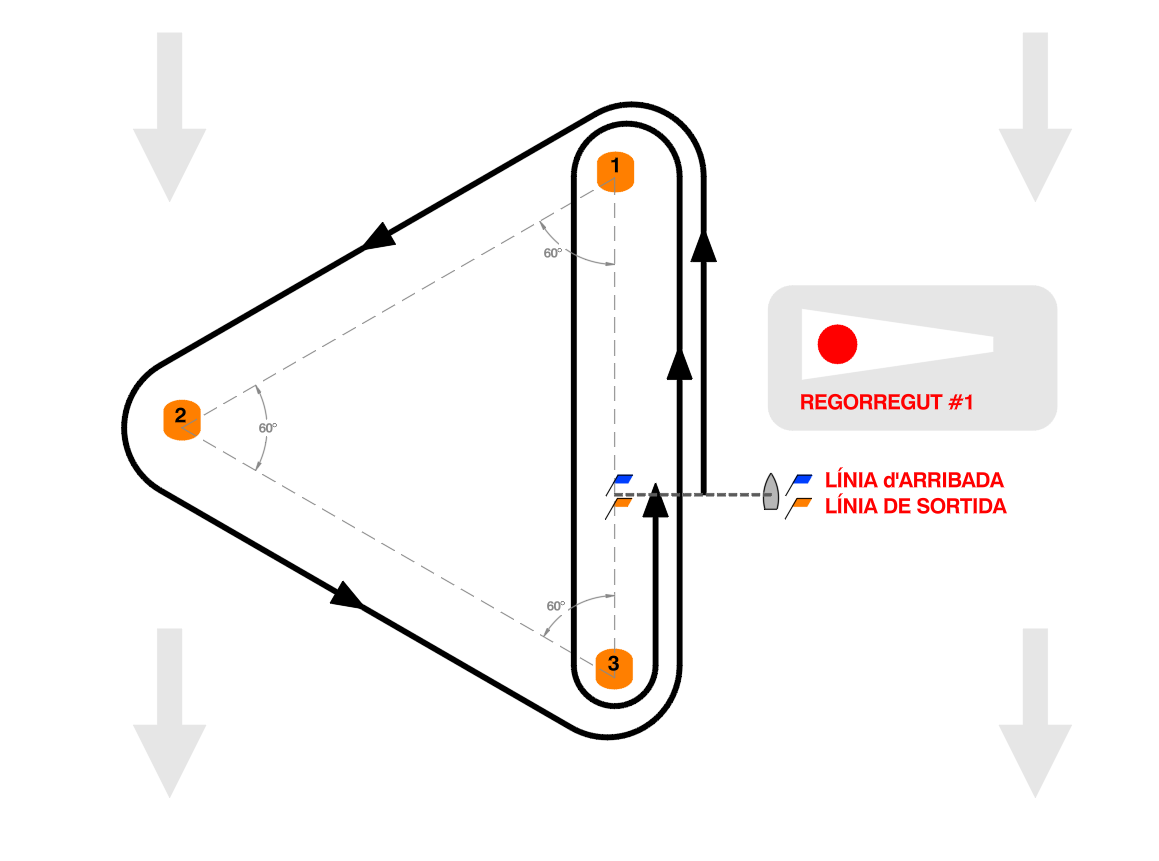 1
60°
2
60°
REGORREGUT #1
LÍNIA d'ARRIBADA
LÍNIA DE SORTIDA
60°
3